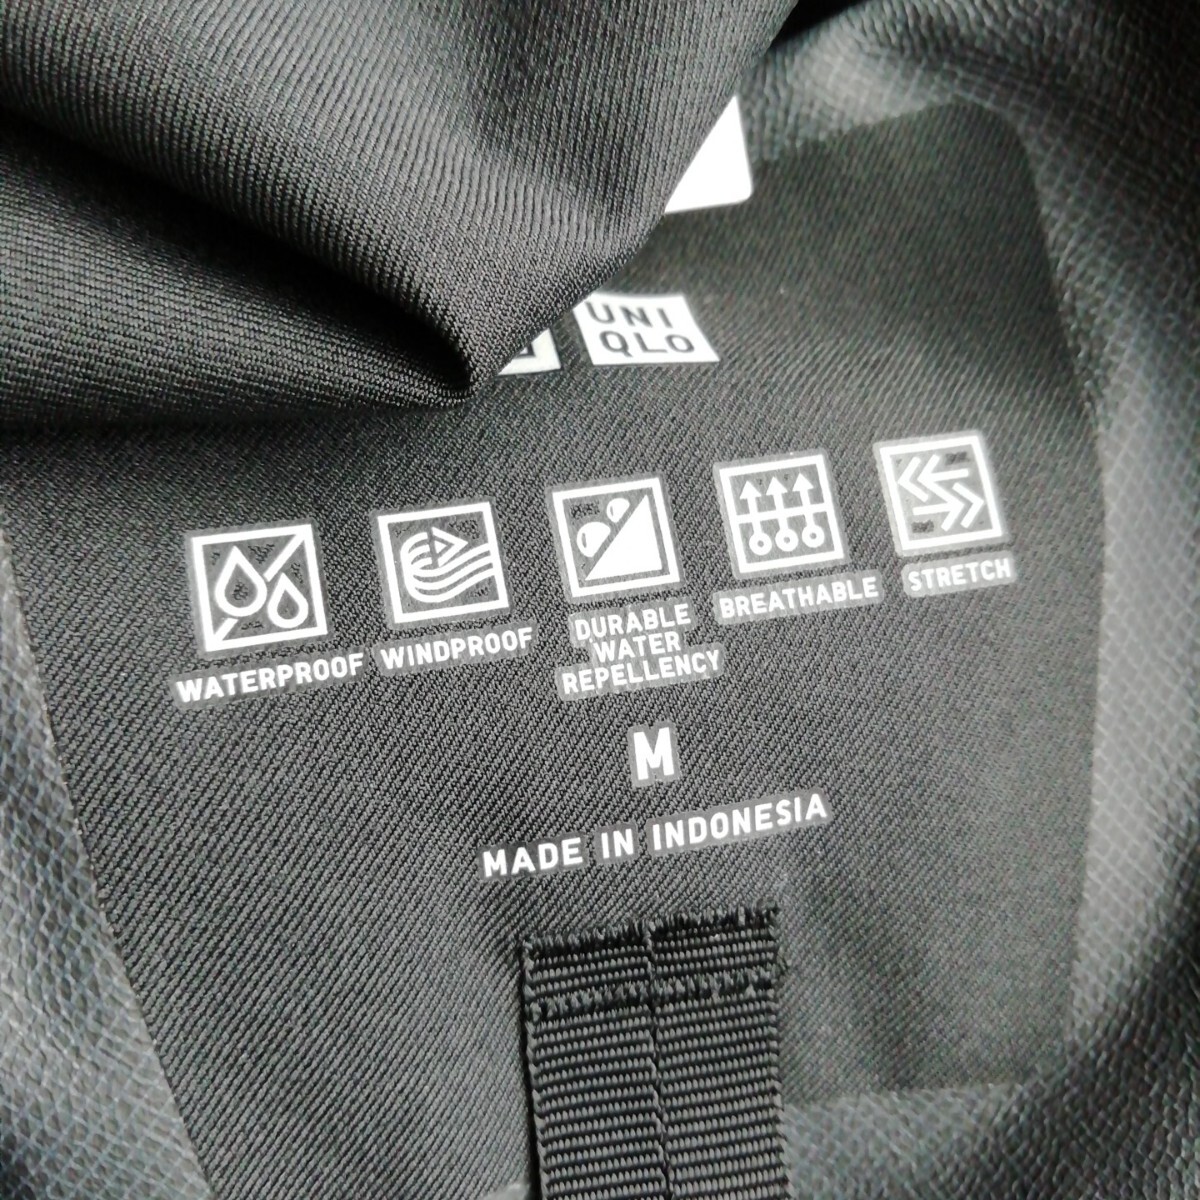 UNI
QLO
WATERPROOF
WINDPROOF
DURABLE
WATER
REPELLENCY
BREATHABLE
STRETCH
M
MADE IN INDONESIA